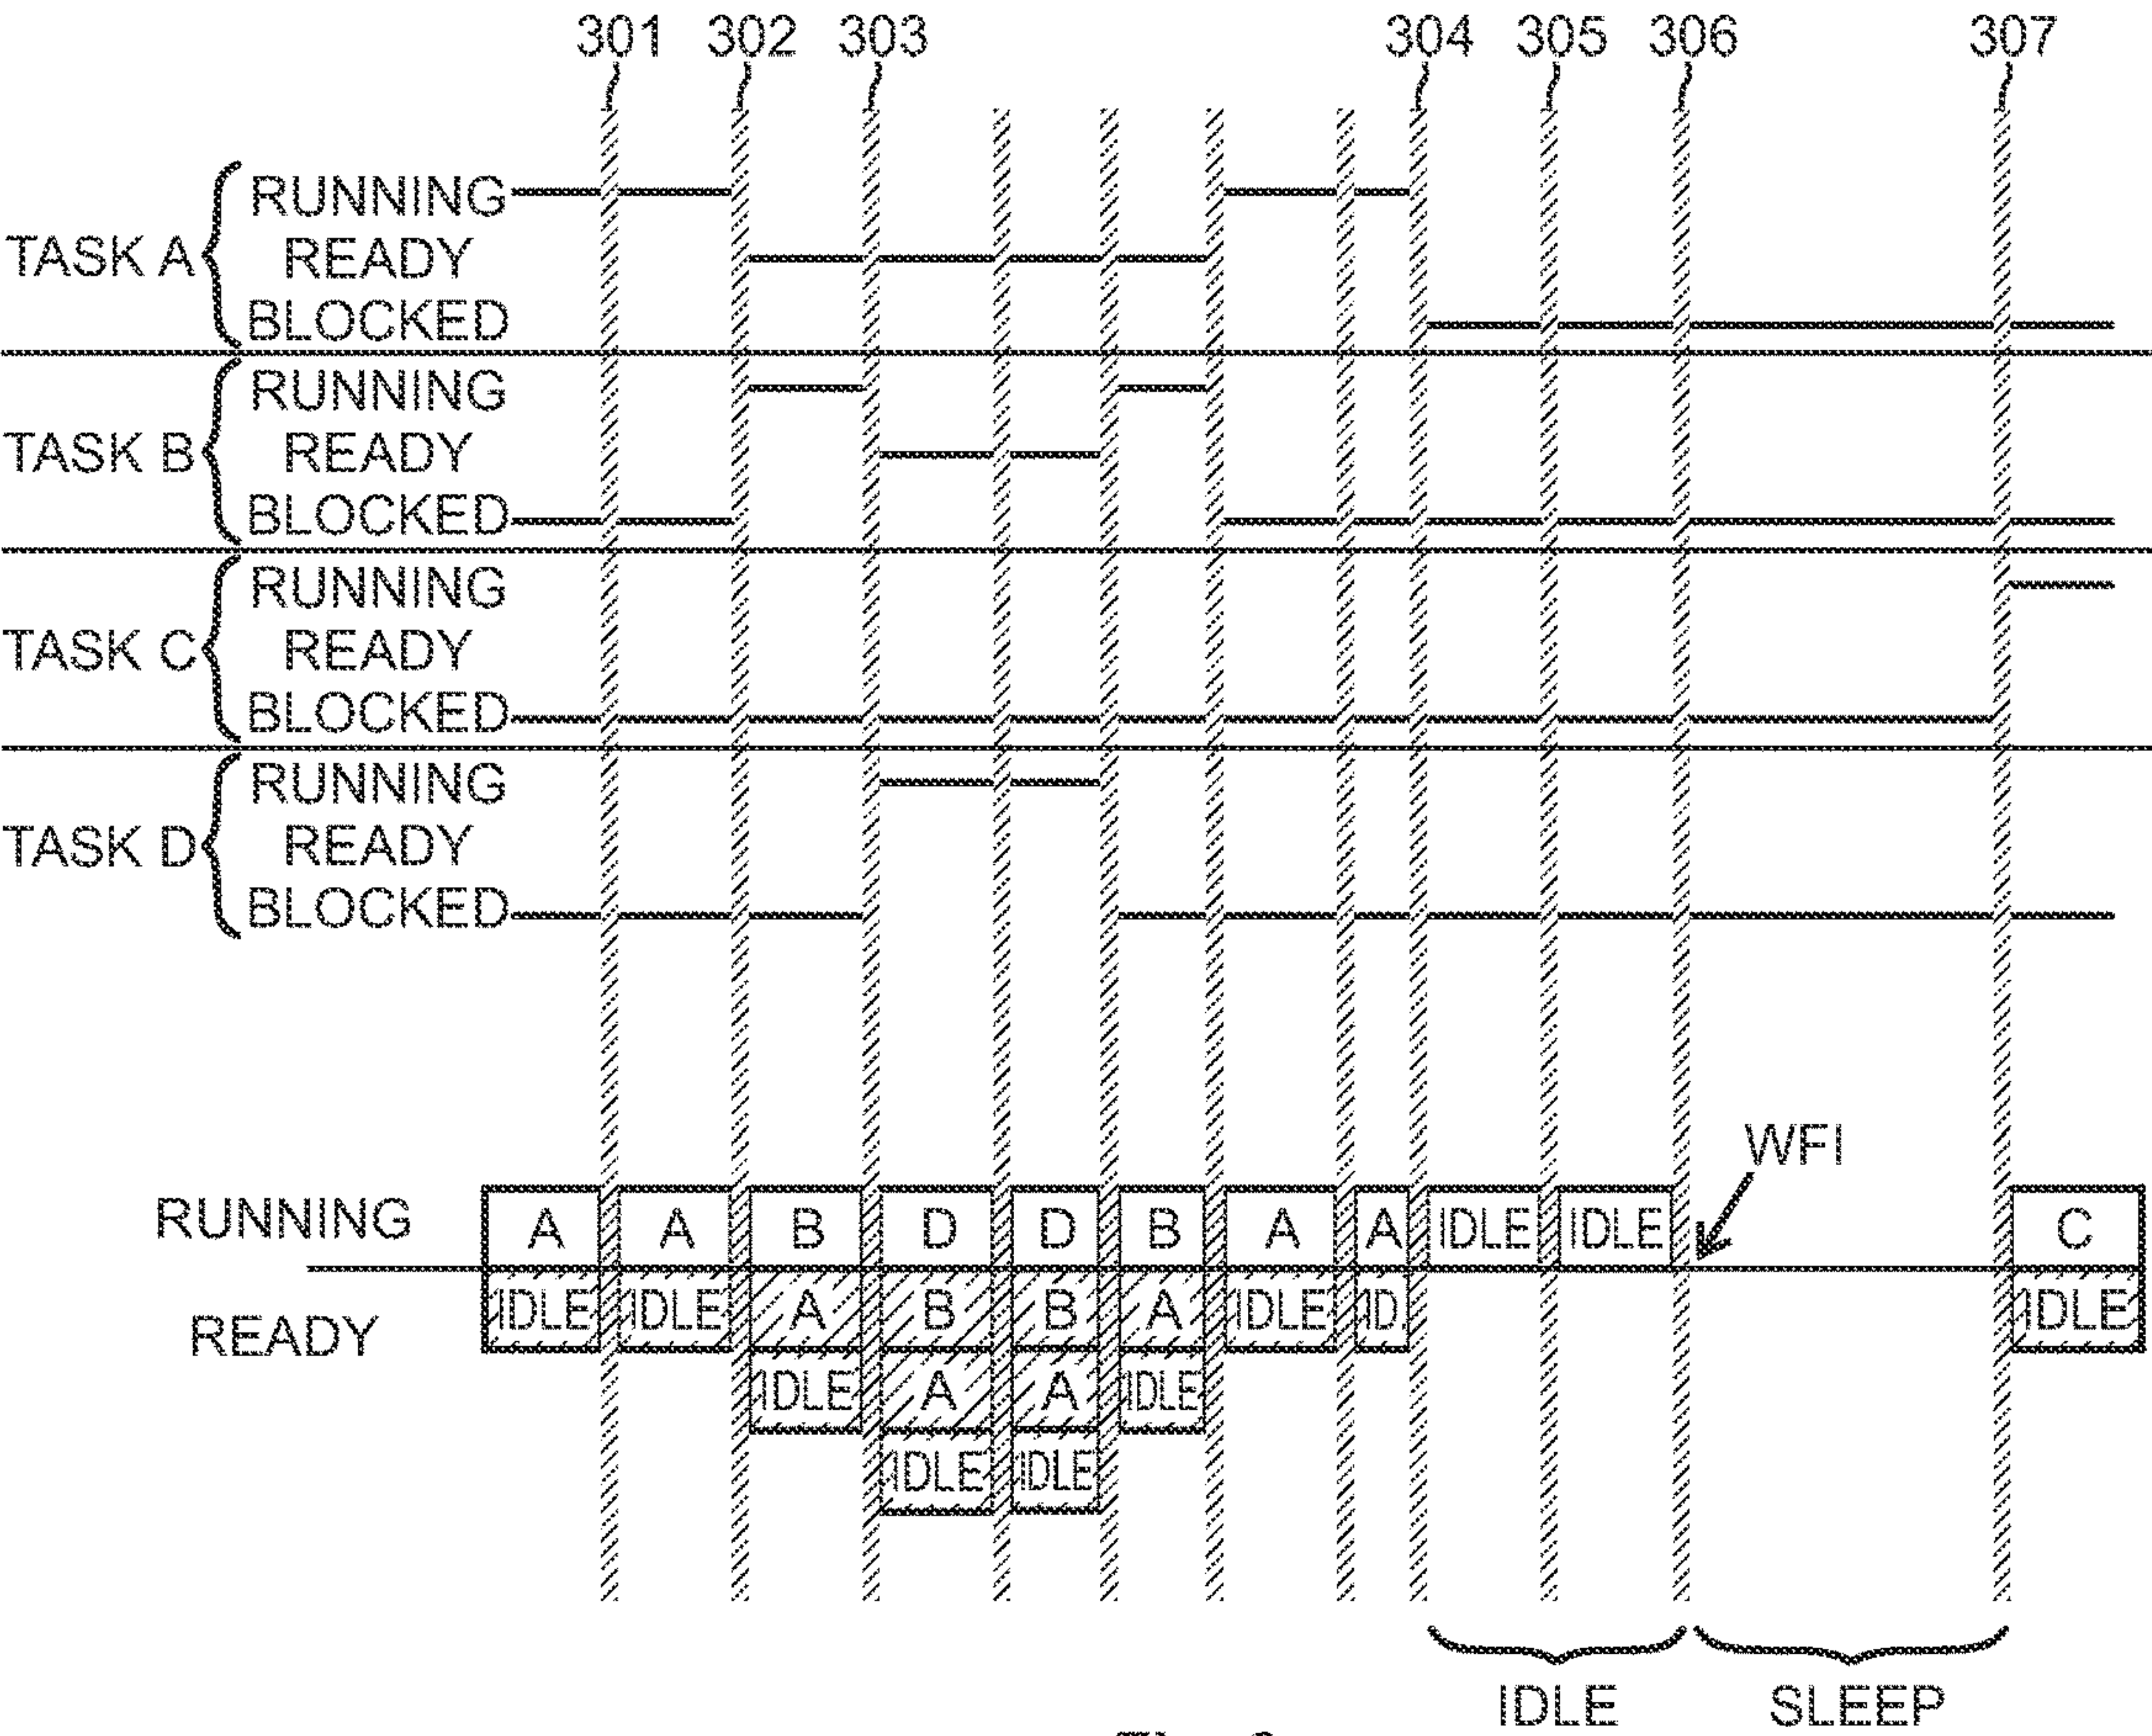 301 302 303 304 305 306 307
RUNNING
TASK A READY
BLOCKED
RUNNING
TASK B READY
BLOCKED
RUNNING
TASK C READY
BLOCKED
RUNNING
TASK D READY
BLOCKED
WFI
RUNNING A A B D D B A A IDLE IDLE C
READY IDLE IDLE A B B A IDLE ID. IDLE
IDLE A A IDLE
IDLE IDLE
IDLE SLEEP